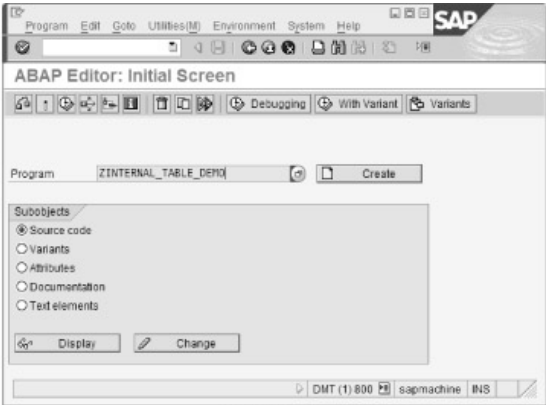 Program Edit Goto Utilities(M) Environment System Help
SAP
ABAP Editor: Initial Screen
Debugging With Variant Variants
Program ZINTERNAL_TABLE_DEMO Create
Subobjects
Source code
Variants
Attributes
Documentation
Text elements
Display Change
DMT (1) 800 sapmachine INS